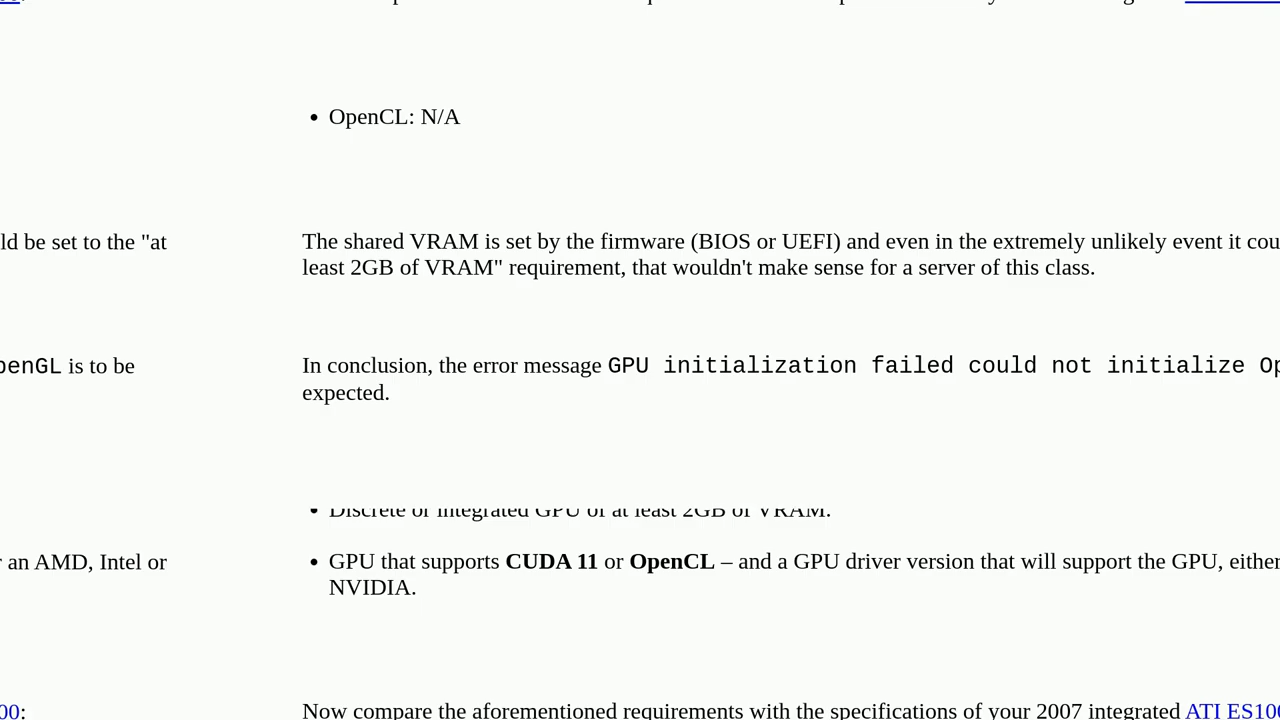 • OpenCL: N/A
ld be set to the "at
The shared VRAM is set by the firmware (BIOS or UEFI) and even in the extremely unlikely event it cou
least 2GB of VRAM" requirement, that wouldn't make sense for a server of this class.
penGL is to be
In conclusion, the error message GPU initialization failed could not initialize Op
expected.
• Discrete or integrated GPU of at least 2GB of VRAM.
r an AMD, Intel or
• GPU that supports CUDA 11 or OpenCL – and a GPU driver version that will support the GPU, either
NVIDIA.
00:
Now compare the aforementioned requirements with the specifications of your 2007 integrated ATI ES100